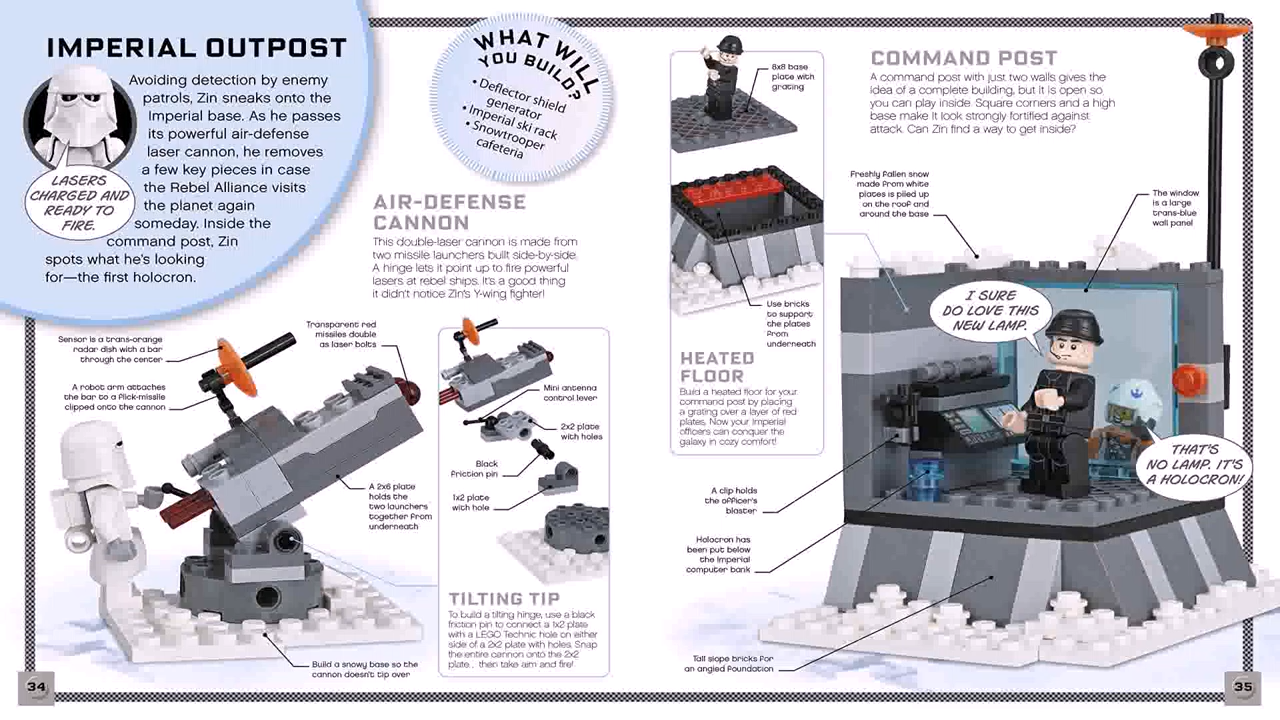 IMPERIAL OUTPOST
Avoiding detection by enemy
patrols, Zin sneaks onto the
Imperial base. As he passes
its powerful air-defense
laser cannon, he removes
a few key pieces in case
the Rebel Alliance visits
the planet again
someday. Inside the
command post, Zin
spots what he's looking
for—the first holocron.
LASERS
CHARGED AND
READY TO
FIRE.
WHAT WILL
YOU BUILD?
• Deflector shield
generator
• Imperial ski rack
• Snowtrooper
cafeteria
AIR-DEFENSE
CANNON
This double-laser cannon is made from
two missile launchers built side-by-side.
A hinge lets it point up to fire powerful
lasers at rebel ships. It's a good thing
it didn't notice Zin's Y-wing fighter!
Sensor is a trans-orange
radar dish with a bar
through the center
A robot arm attaches
the bar to a flick-missile
clipped onto the cannon
Transparent red
missiles double
as laser bolts
A 2x6 plate
holds the
two launchers
together from
underneath
Build a snowy base so the
cannon doesn't tip over
Mini antenna
control lever
2x2 plate
with holes
Black
friction pin
1x2 plate
with hole
TILTING TIP
To build a tilting hinge, use a black
friction pin to connect a 1x2 plate
with a LEGO Technic hole on either
side of a 2x2 plate with holes. Snap
the entire cannon onto the 2x2
plate... then take aim and fire!
34
8x8 base
plate with
grating
Use bricks
to support
the plates
from
underneath
HEATED
FLOOR
Build a heated floor for your
command post by placing
a grating over a layer of red
plates. Now your Imperial
officers can conquer the
galaxy in cozy comfort!
COMMAND POST
A command post with just two walls gives the
idea of a complete building, but it is open so
you can play inside. Square corners and a high
base make it look strongly fortified against
attack. Can Zin find a way to get inside?
Freshly fallen snow
made from white
plates is piled up
on the roof and
around the base
The window
is a large
trans-blue
wall panel
I SURE
DO LOVE THIS
NEW LAMP.
THAT'S
NO LAMP. IT'S
A HOLOCRON!
A clip holds
the officer's
blaster
Holocron has
been put below
the Imperial
computer bank
Tall slope bricks for
an angled foundation
35